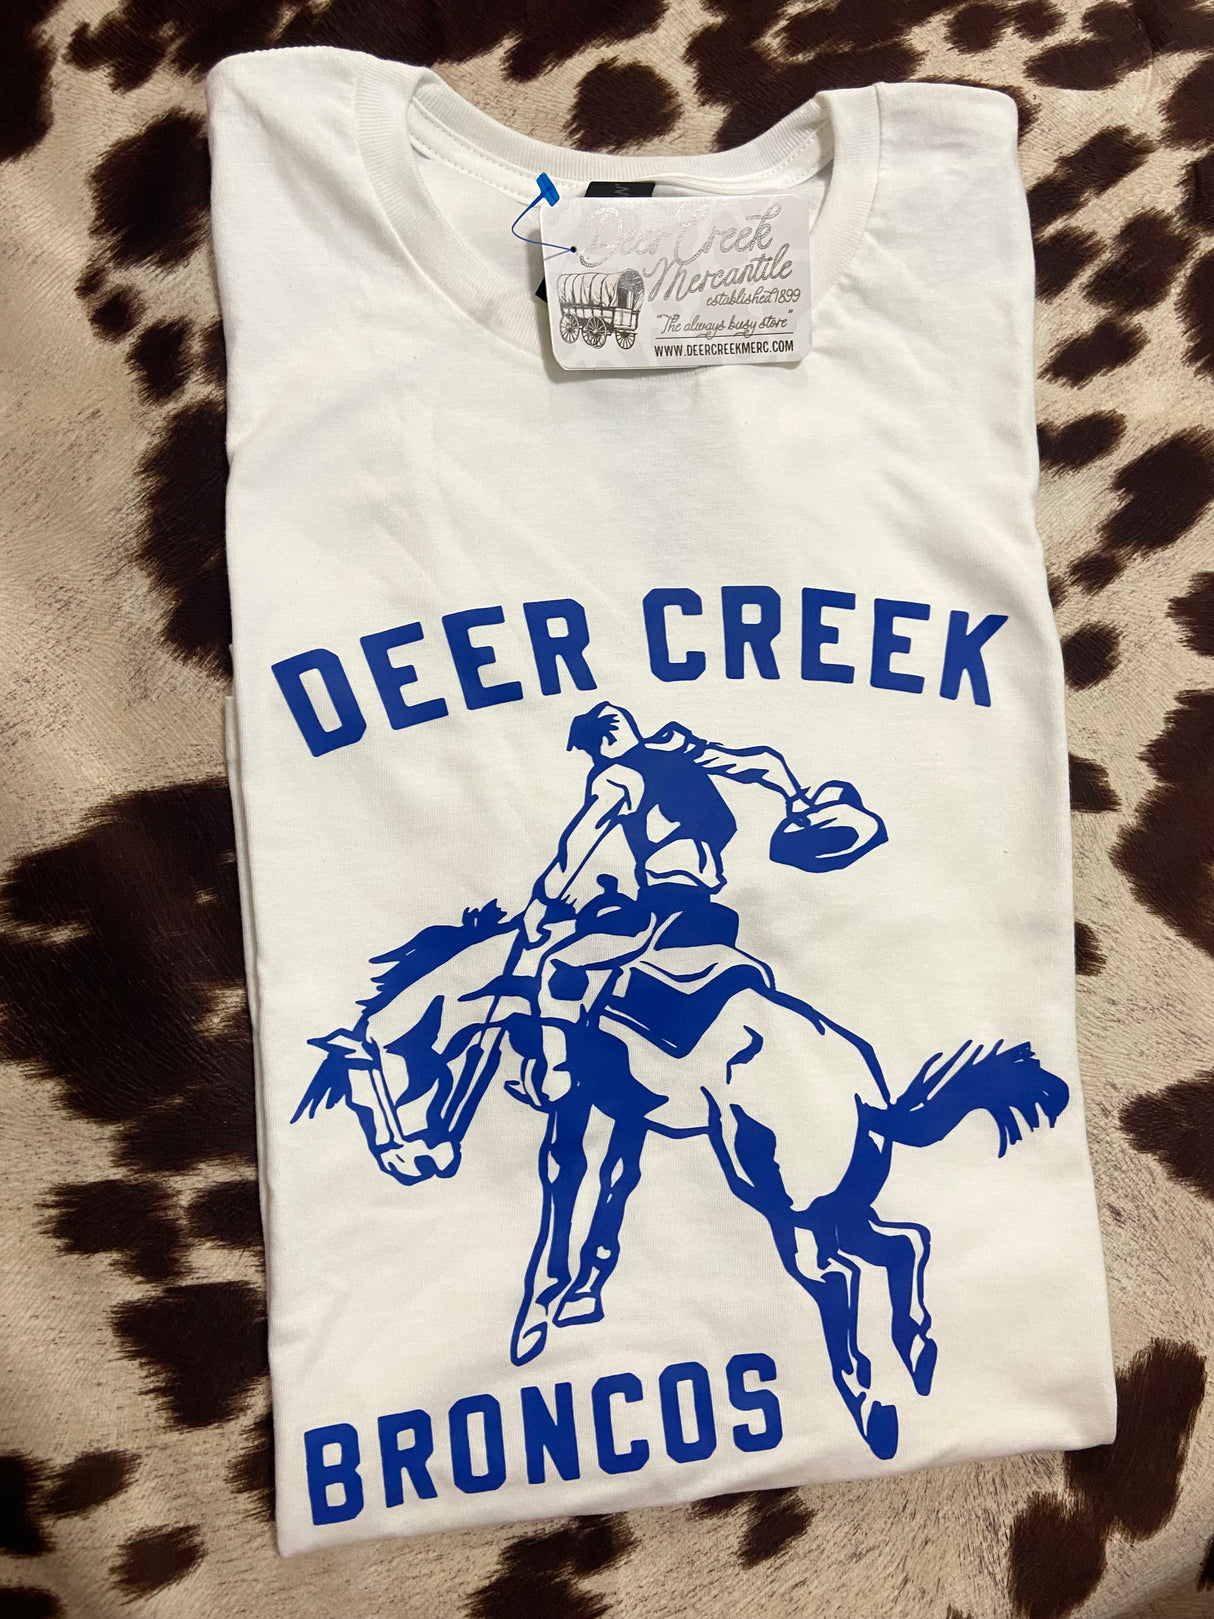 Deer Creek
Mercantile
established 1899
"The always busy store"
WWW.DEERCREEKMERC.COM
DEER CREEK
BRONCOS